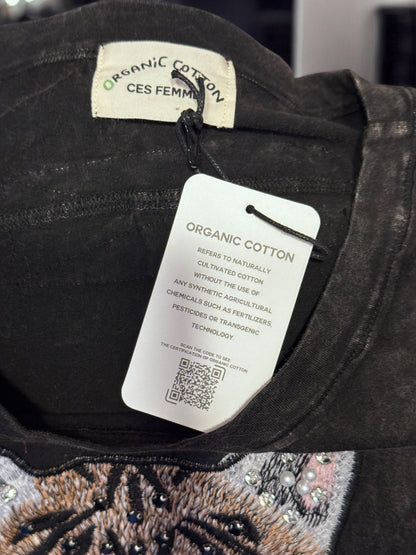 ORGANiC COTTON
CES FEMME
ORGANIC COTTON
REFERS TO NATURALLY
CULTIVATED COTTON
WITHOUT THE USE OF
ANY SYNTHETIC AGRICULTURAL
CHEMICALS SUCH AS FERTILIZERS,
PESTICIDES OR TRANSGENIC
TECHNOLOGY.
SCAN THE CODE TO SEE
THE CERTIFICATION OF ORGANIC COTTON